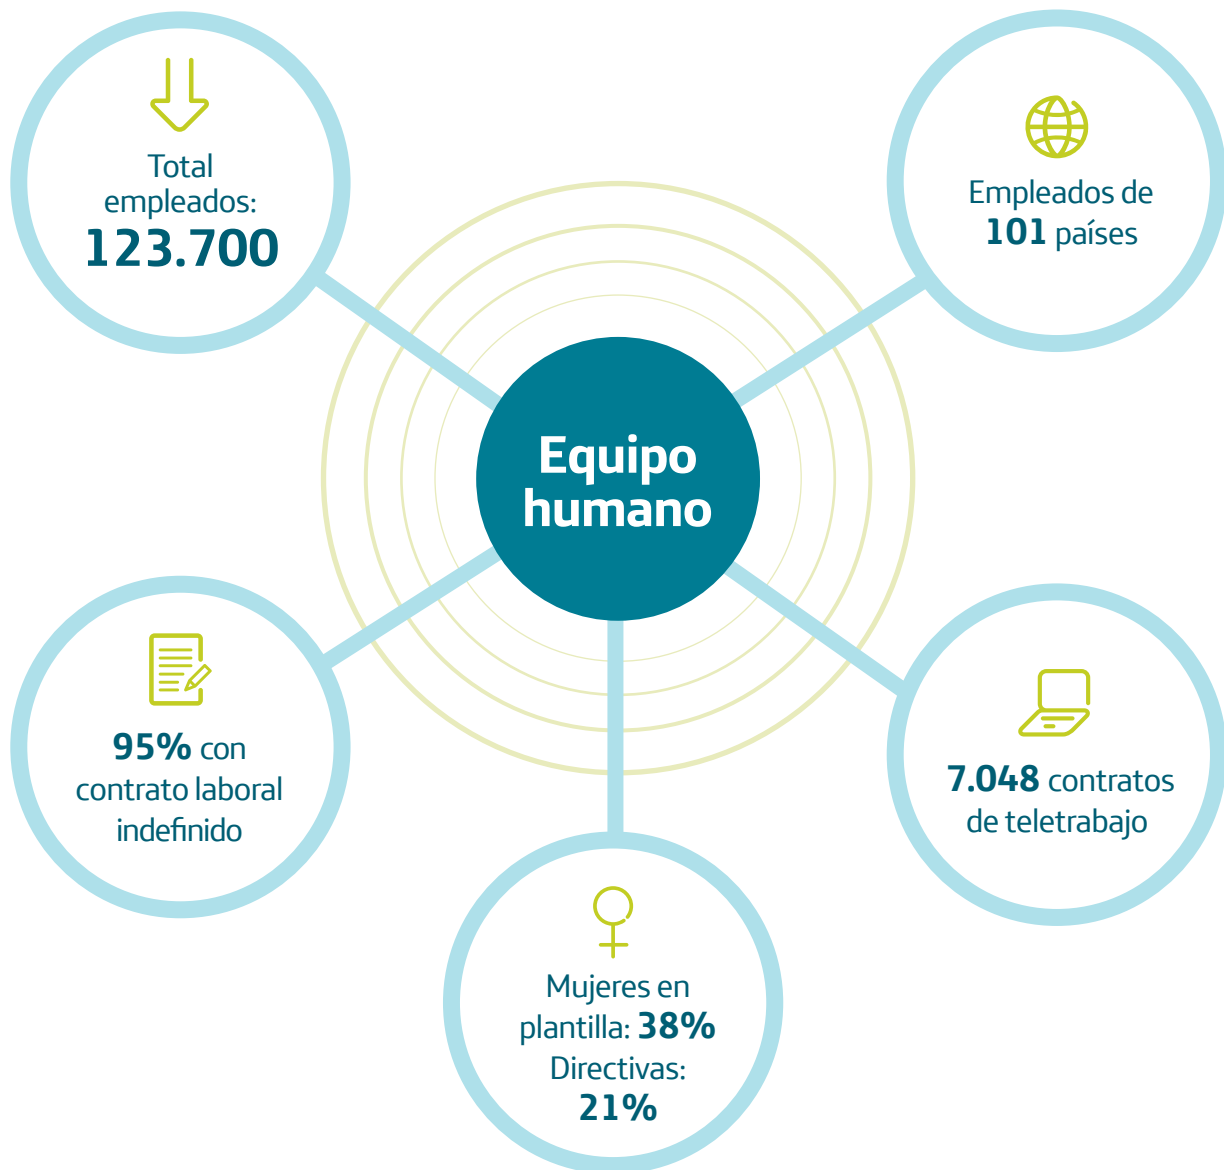 Total
empleados:
123.700
Empleados de
101 países
Equipo
humano
95% con
contrato laboral
indefinido
7.048 contratos
de teletrabajo
Mujeres en
plantilla: 38%
Directivas:
21%